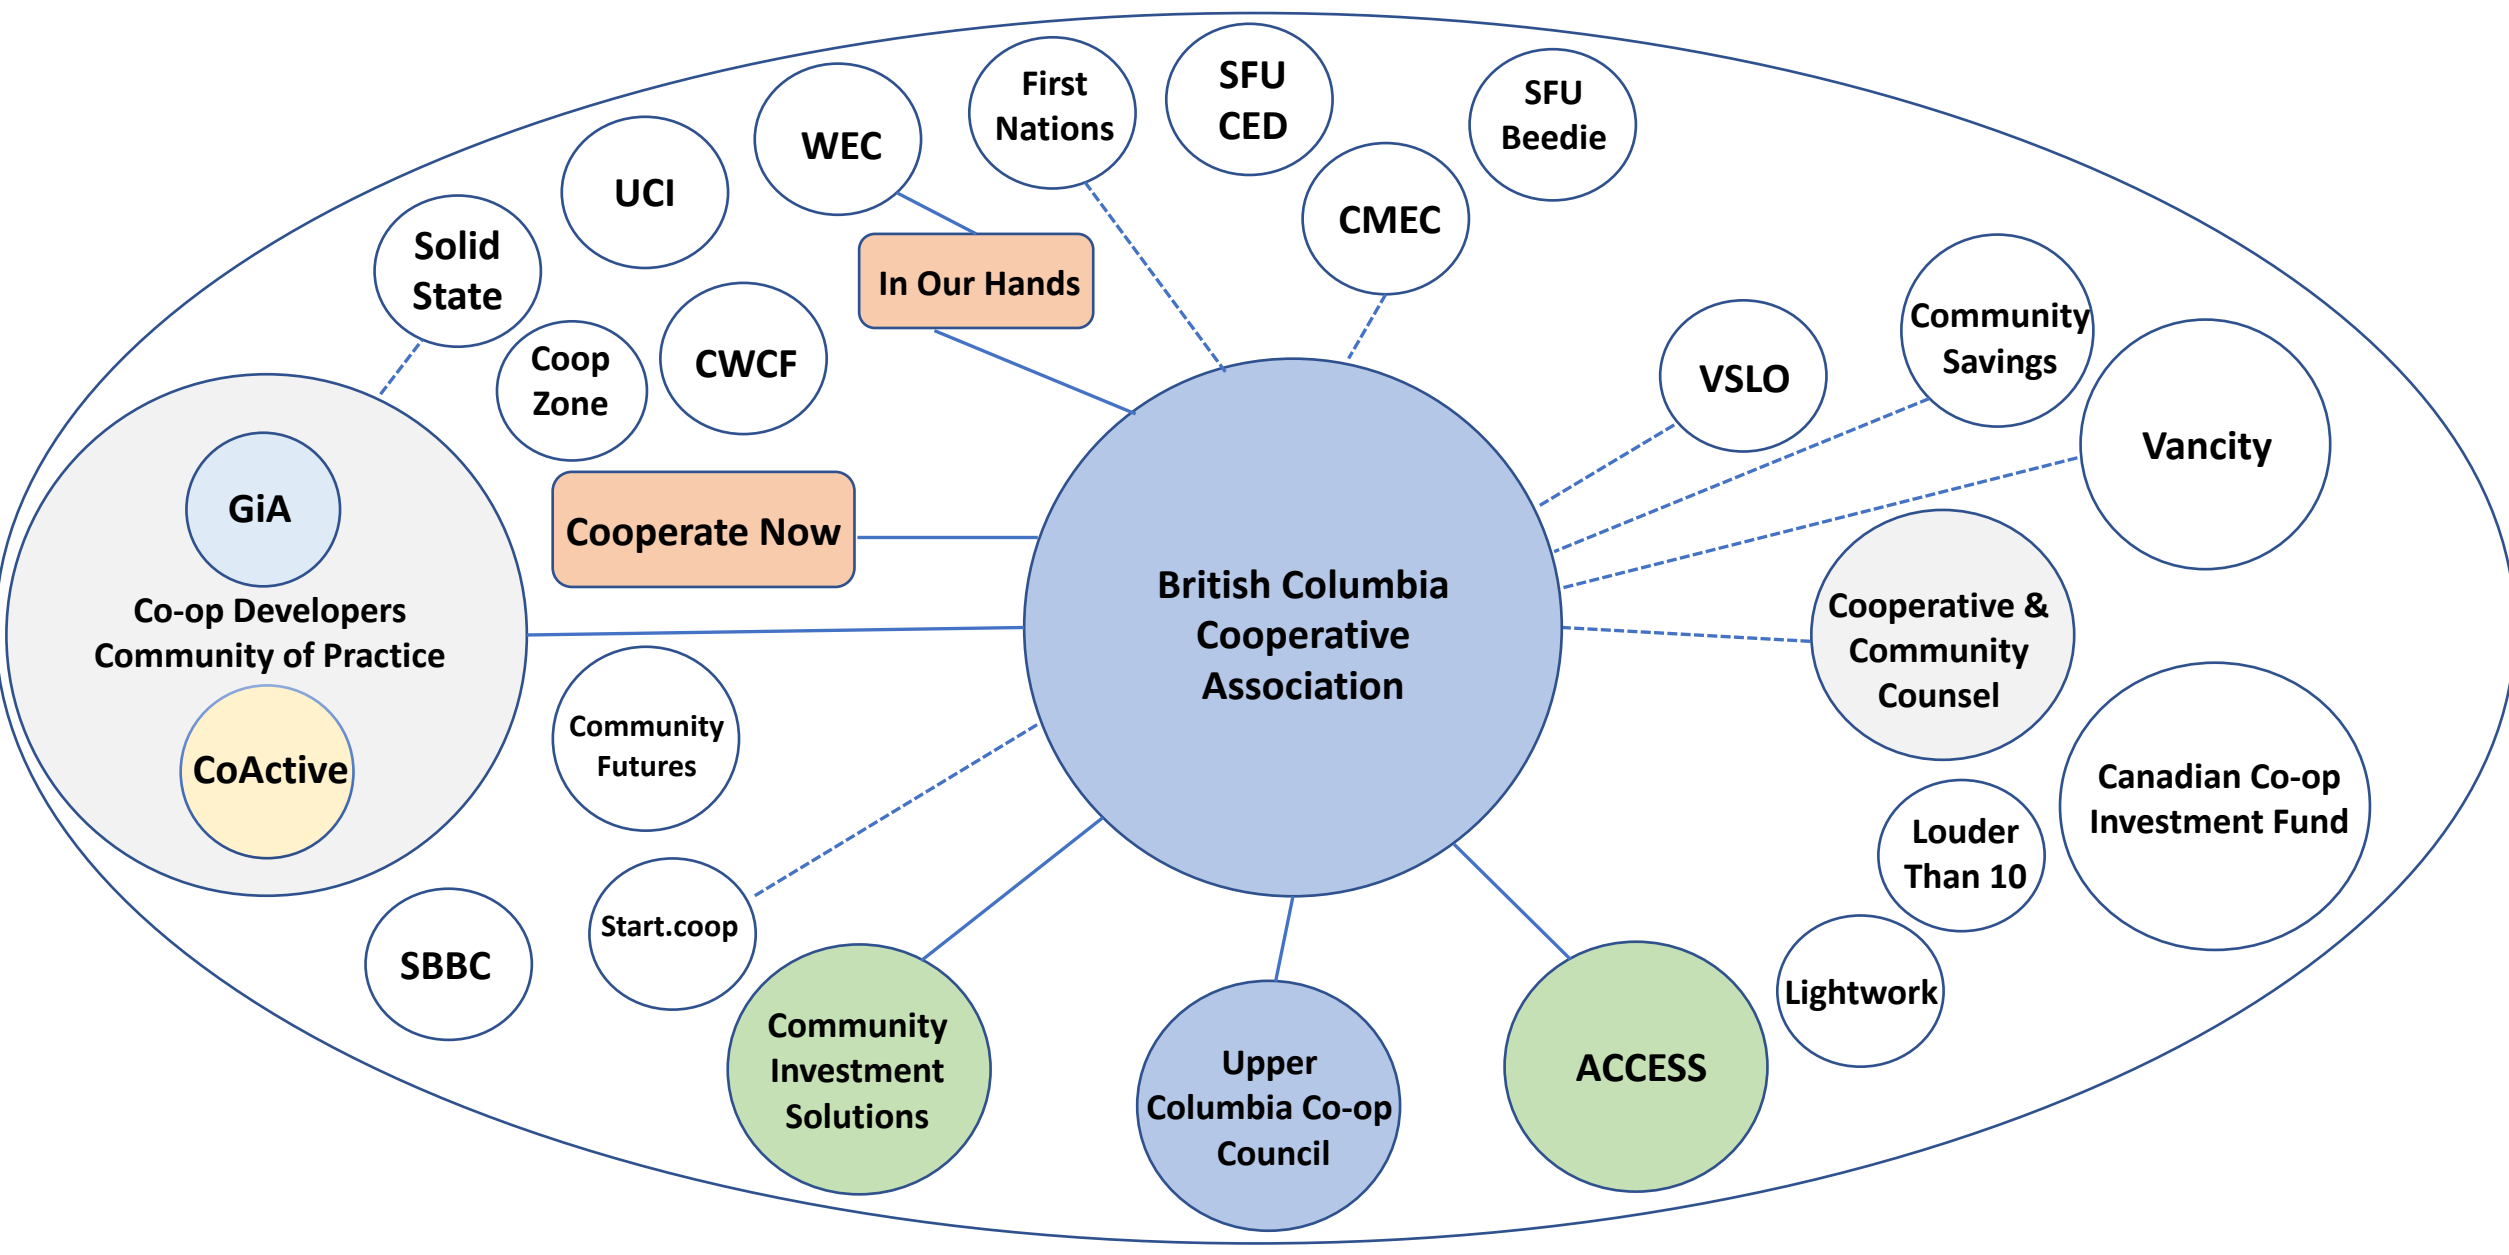 First
Nations
SFU
CED
SFU
Beedie
WEC
UCI
CMEC
Solid
State
In Our Hands
Community
Savings
Coop
Zone
CWCF
VSLO
Vancity
GiA
Cooperate Now
Co-op Developers
Community of Practice
British Columbia
Cooperative
Association
Cooperative &
Community
Counsel
CoActive
Community
Futures
Canadian Co-op
Investment Fund
Louder
Than 10
SBBC
Start.coop
Lightwork
Community
Investment
Solutions
Upper
Columbia Co-op
Council
ACCESS